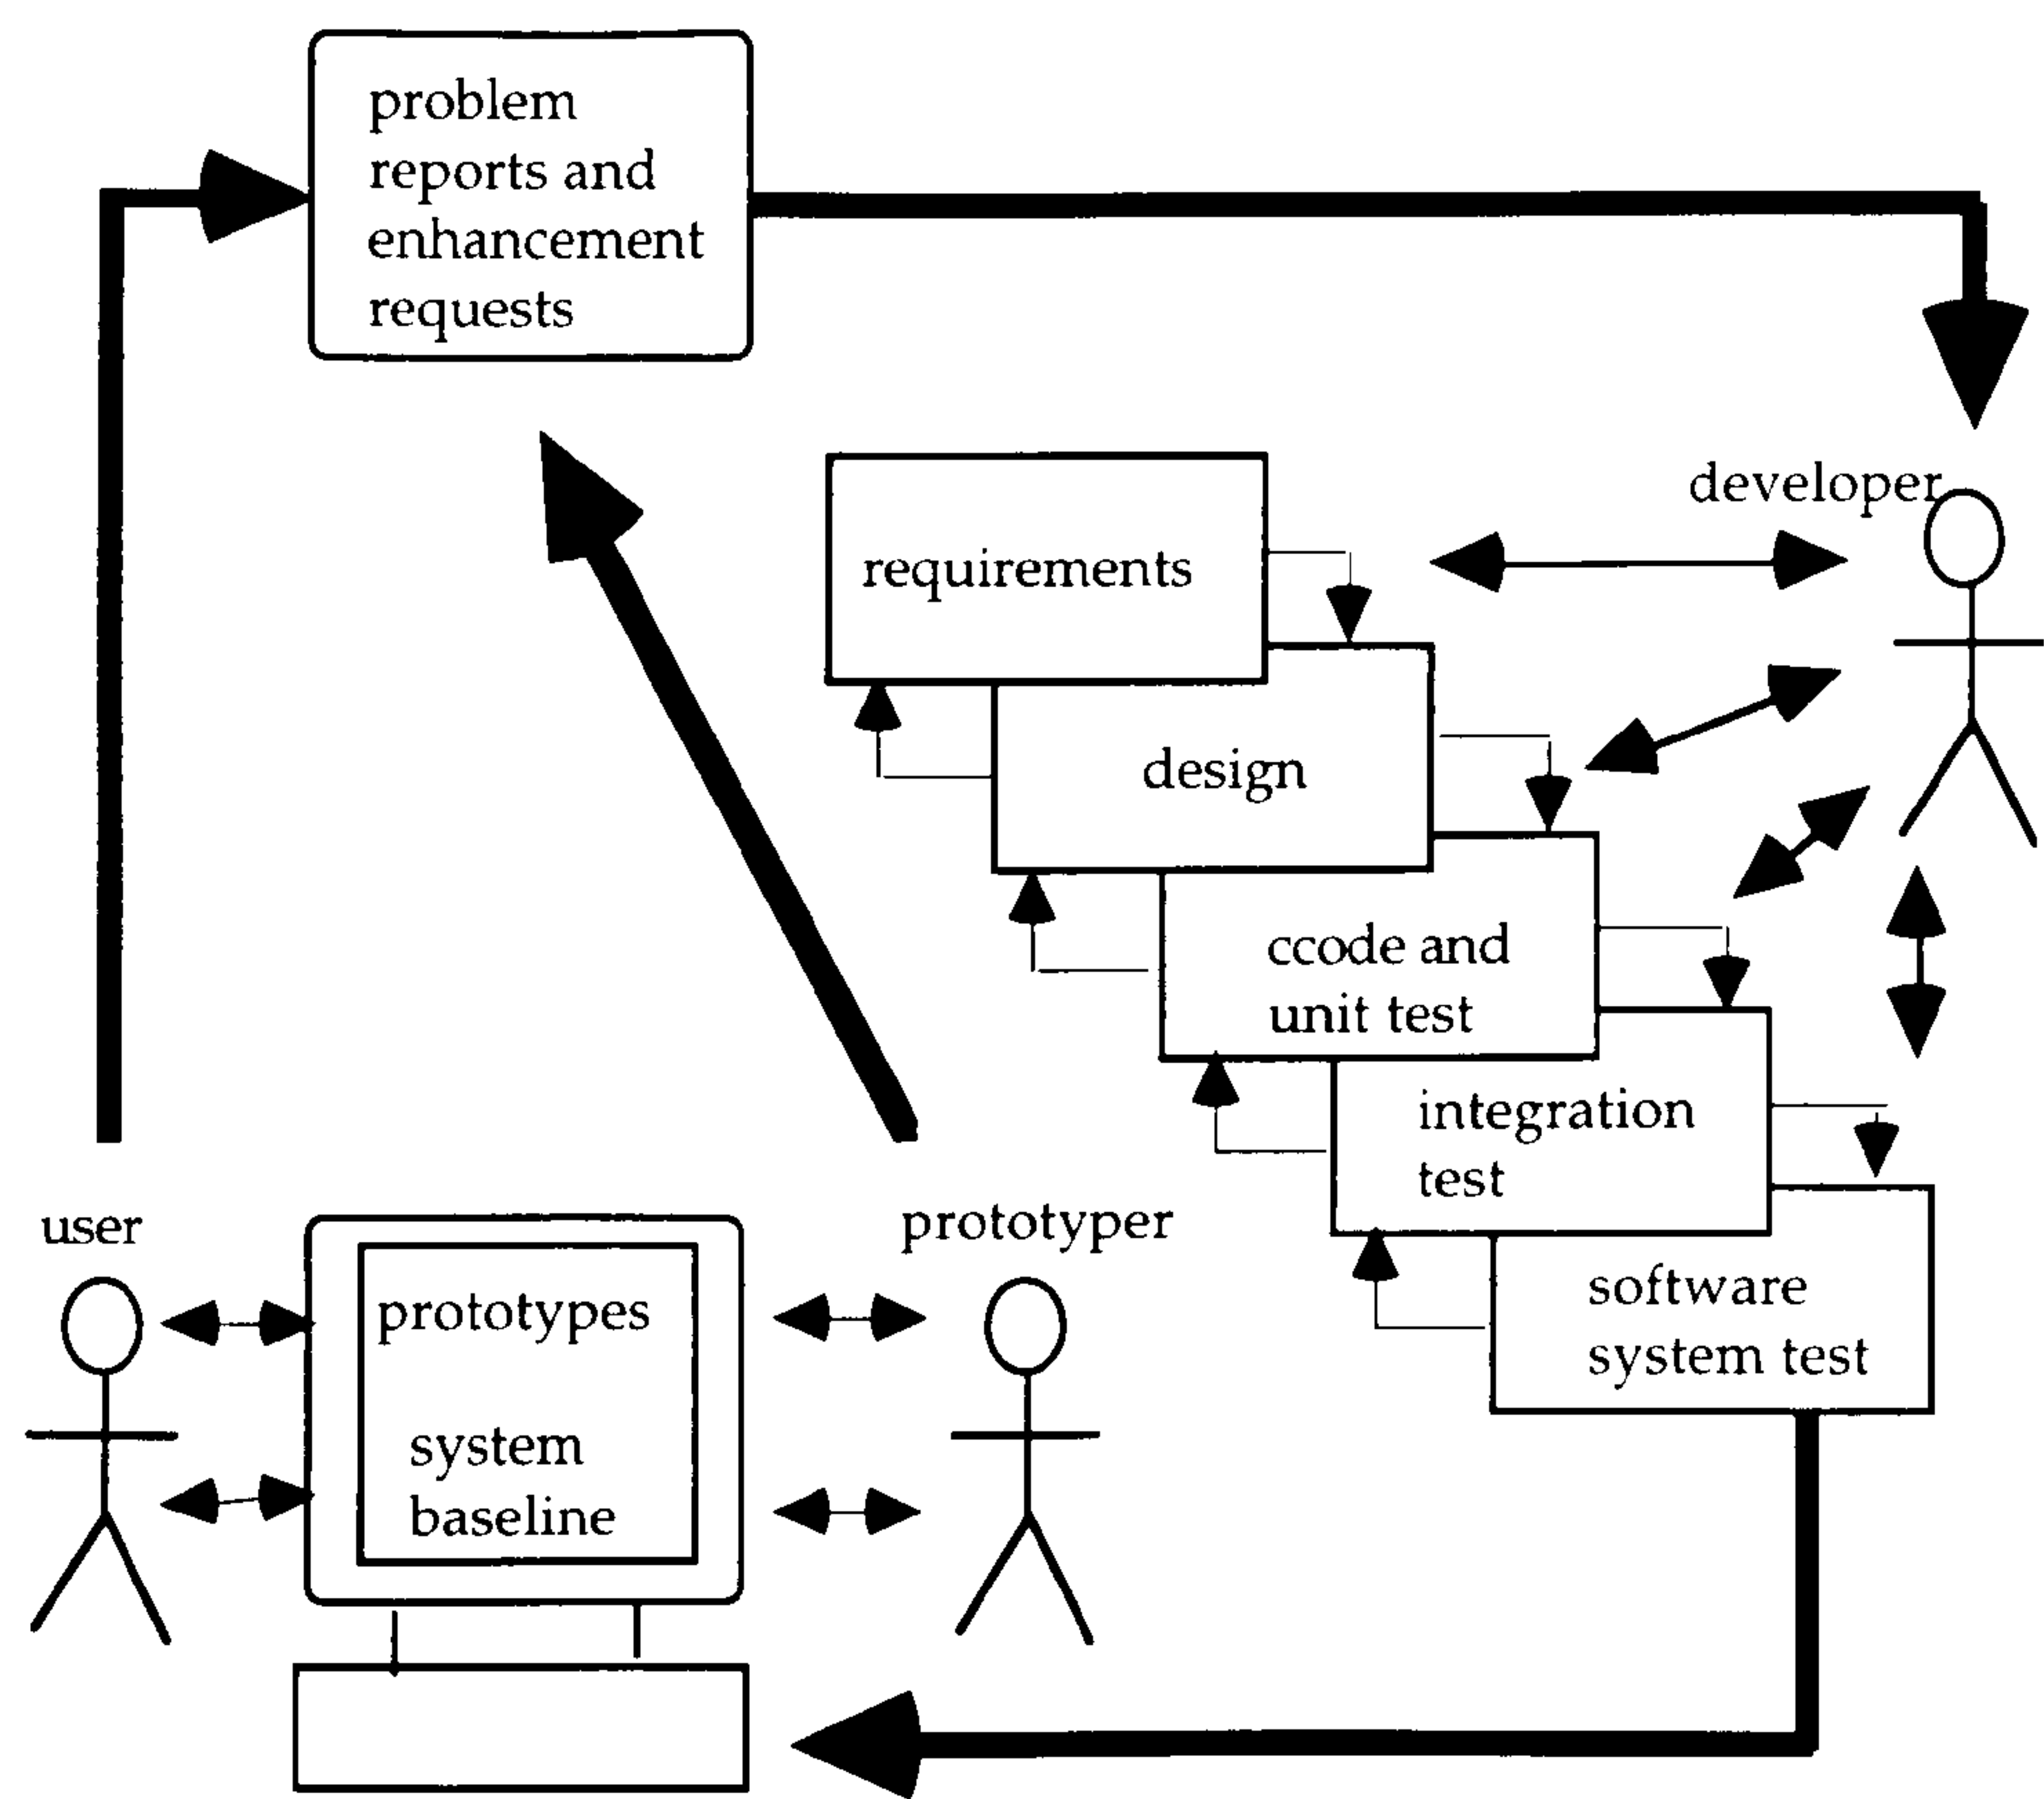 problem
reports and
enhancement
requests
developer
requirements
design
ccode and
unit test
integration
test
software
system test
user
prototypes
system
baseline
prototyper